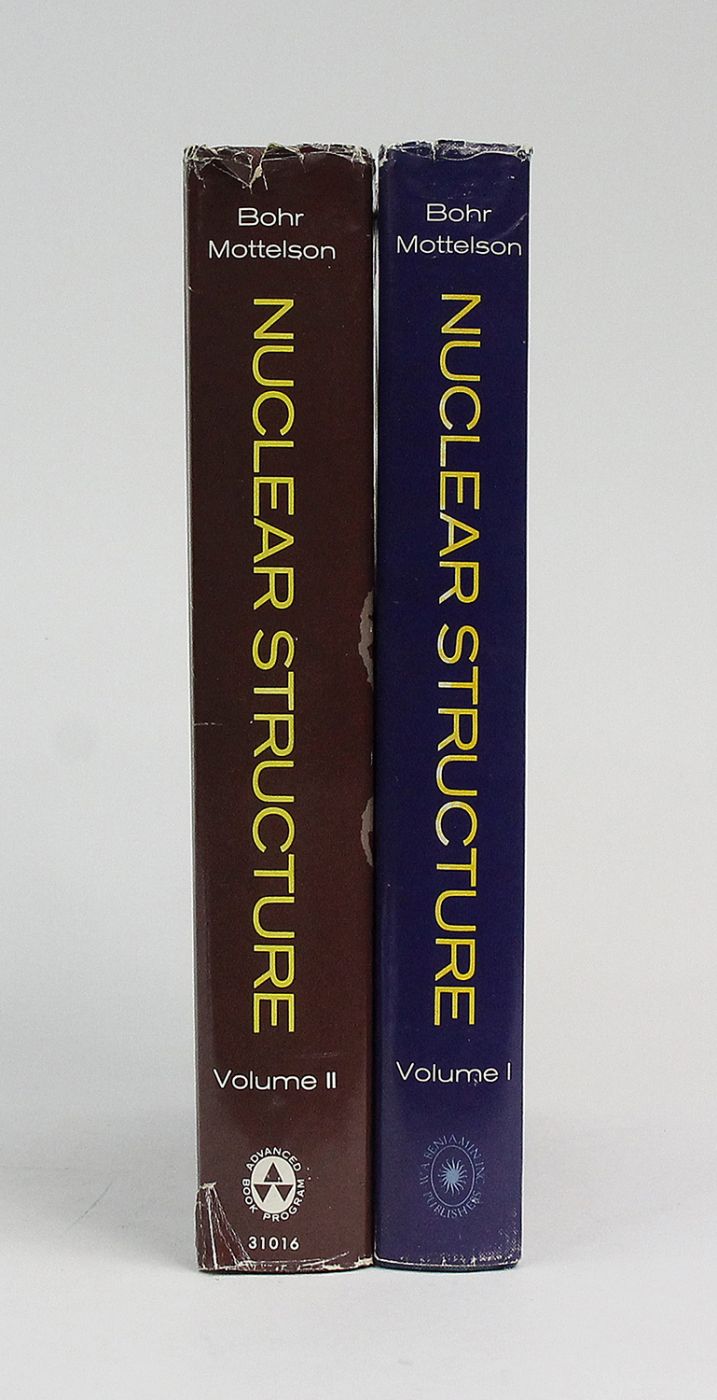 Bohr
Mottelson
NUCLEAR STRUCTURE
Volume II
ADVANCED
BOOK PROGRAM
31016
Bohr
Mottelson
NUCLEAR STRUCTURE
Volume I
W.A. BENJAMIN, INC.
PUBLISHERS